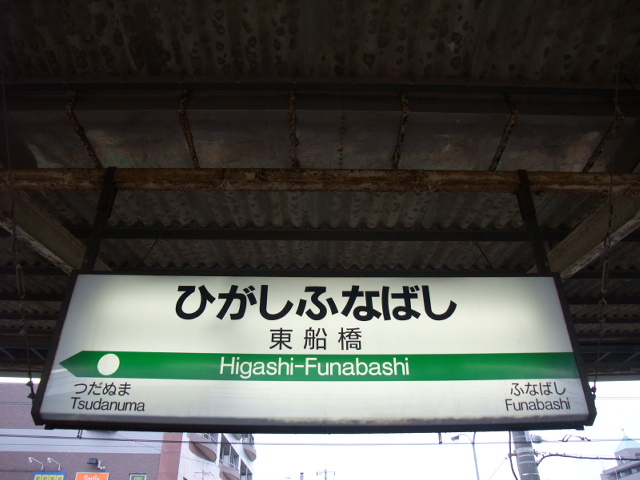 ひがしふなばし
東船橋
Higashi-Funabashi
つだぬま
Tsudanuma
ふなばし
Funabashi